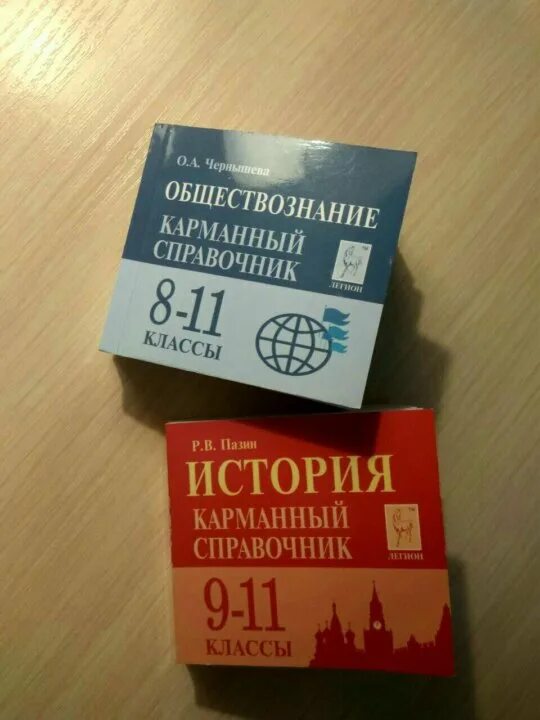 О.А. Чернышева
ОБЩЕСТВОЗНАНИЕ
КАРМАННЫЙ
СПРАВОЧНИК
ЛЕГИОН
8-11
КЛАССЫ
Р.В. Пазин
ИСТОРИЯ
КАРМАННЫЙ
СПРАВОЧНИК
ЛЕГИОН
9-11
КЛАССЫ